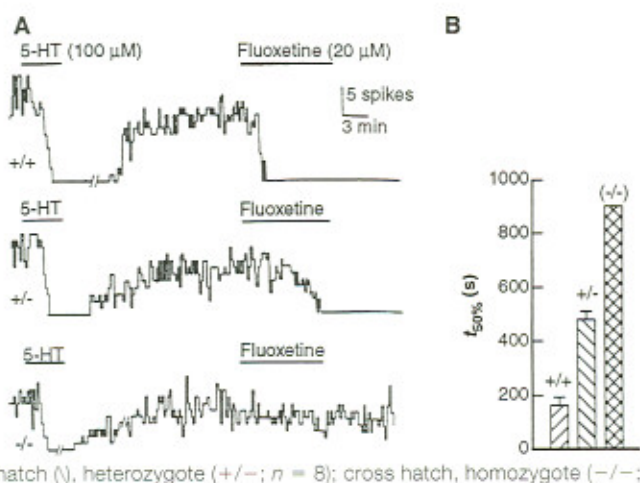 A
B
5-HT (100 μM)
Fluoxetine (20 μM)
5 spikes
3 min
+/+
5-HT
Fluoxetine
+/-
5-HT
Fluoxetine
-/-
t50% (s)
1000
800
600
400
200
0
+/+
+/-
(-/-)
hatch (\), heterozygote (+/−; n = 8); cross hatch, homozygote (−/−;